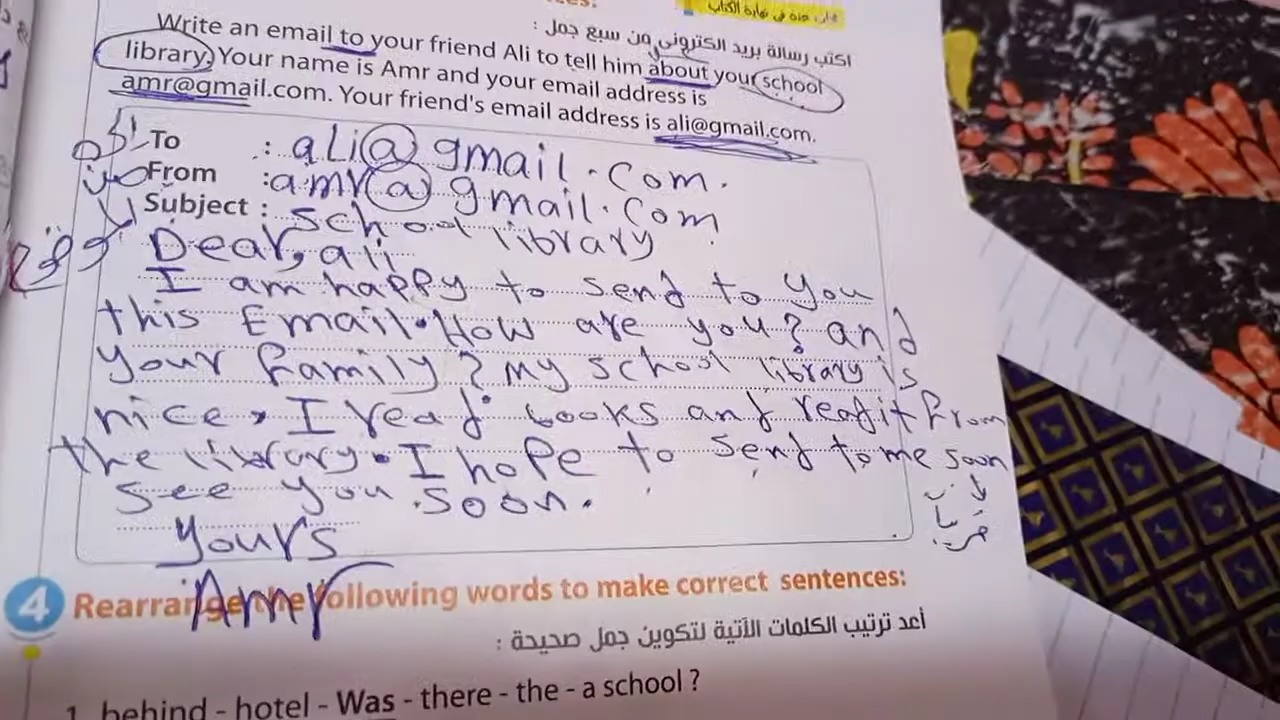 اكتب رسالة بريد الكتروني من سبع جمل :
Write an email to your friend Ali to tell him about your school
library. Your name is Amr and your email address is
amr@gmail.com. Your friend's email address is ali@gmail.com.
To : ali@gmail.com.
From : amr@gmail.com
Subject : school library
Dear, ali
I am happy to send to you
this Email. How are you? and
your family? my school library is
nice, I read books and read it from
the library. I hope to send to me soon
see you soon.
قريبا
yours
Amr
4 Rearrange the following words to make correct sentences:
أعد ترتيب الكلمات الآتية لتكوين جمل صحيحة :
1. behind - hotel - Was - there - the - a school ?